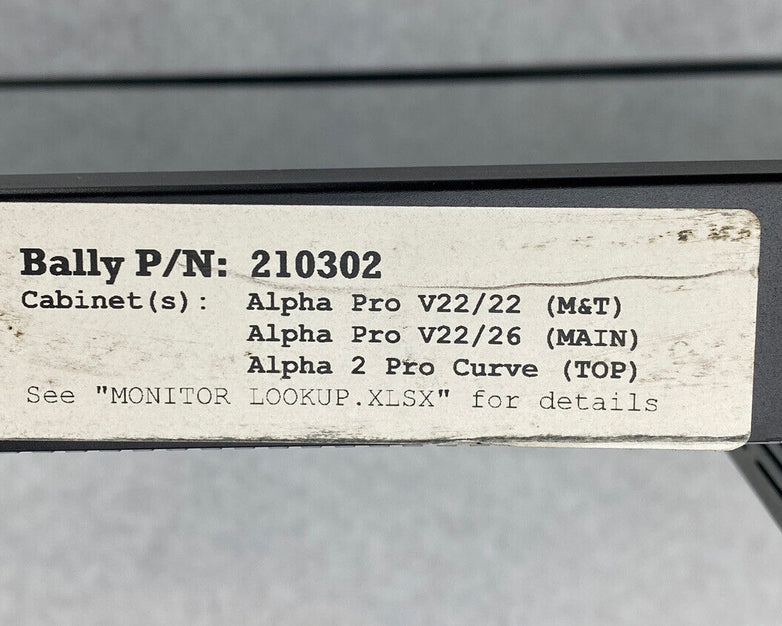 Bally P/N: 210302
Cabinet(s): Alpha Pro V22/22 (M&T)
Alpha Pro V22/26 (MAIN)
Alpha 2 Pro Curve (TOP)
See "MONITOR LOOKUP.XLSX" for details